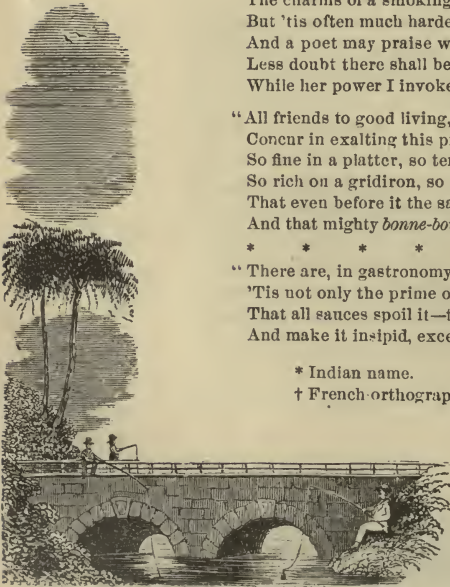 The charms of a smoking
But 'tis often much harde
And a poet may praise w
Less doubt there shall be
While her power I invoke
“All friends to good living,
Concur in exalting this p
So fine in a platter, so ter
So rich on a gridiron, so
That even before it the sa
And that mighty bonne-bo
* * * *
“There are, in gastronomy
'Tis not only the prime o
That all sauces spoil it—t
And make it insipid, exce
* Indian name.
† French orthograp